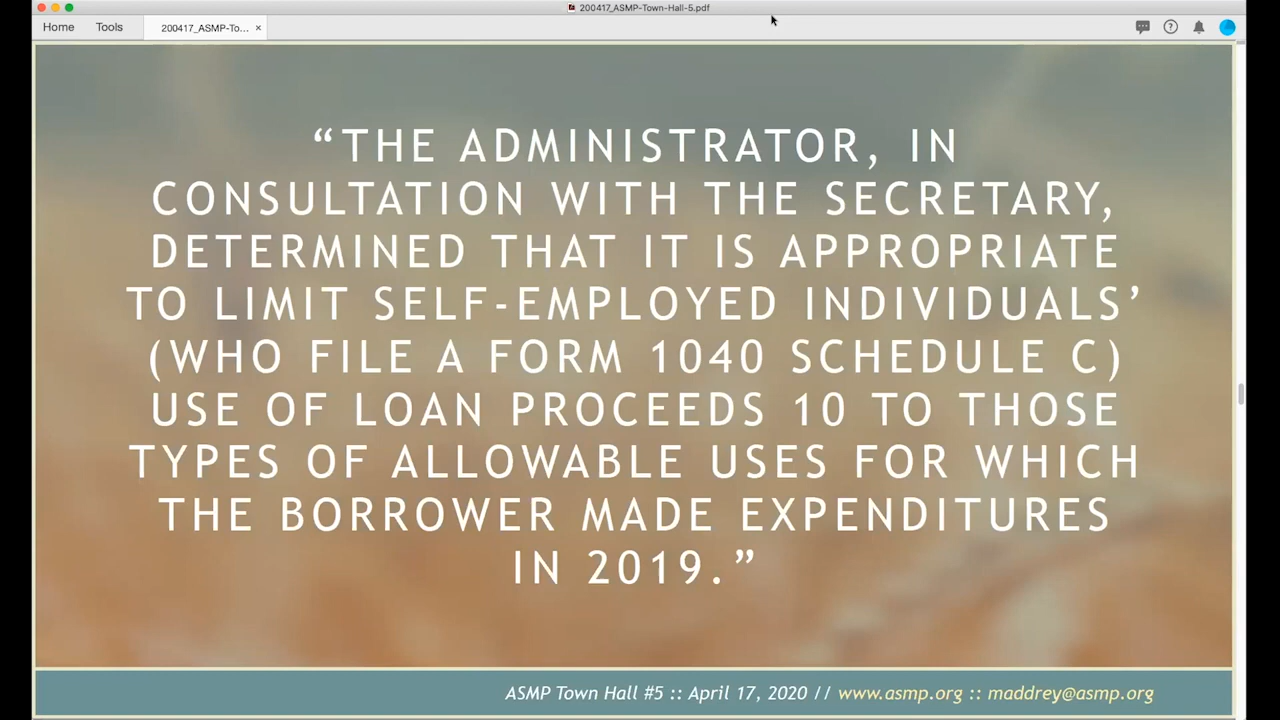 200417_ASMP-Town-Hall-5.pdf
Home Tools 200417_ASMP-To... ×
“THE ADMINISTRATOR, IN
CONSULTATION WITH THE SECRETARY,
DETERMINED THAT IT IS APPROPRIATE
TO LIMIT SELF-EMPLOYED INDIVIDUALS’
(WHO FILE A FORM 1040 SCHEDULE C)
USE OF LOAN PROCEEDS 10 TO THOSE
TYPES OF ALLOWABLE USES FOR WHICH
THE BORROWER MADE EXPENDITURES
IN 2019.”
ASMP Town Hall #5 :: April 17, 2020 // www.asmp.org :: maddrey@asmp.org